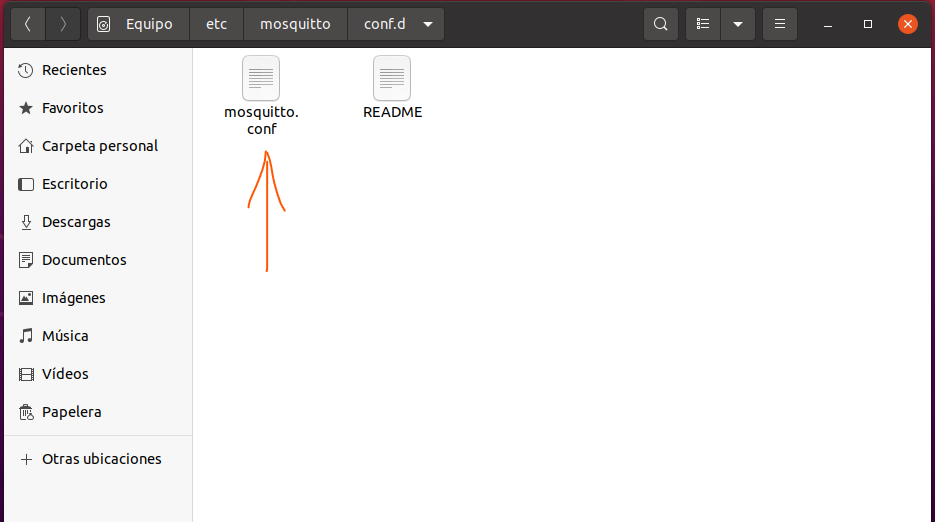 Equipo etc mosquitto conf.d
Recientes
Favoritos
Carpeta personal
Escritorio
Descargas
Documentos
Imágenes
Música
Vídeos
Papelera
Otras ubicaciones
mosquitto.
conf
README